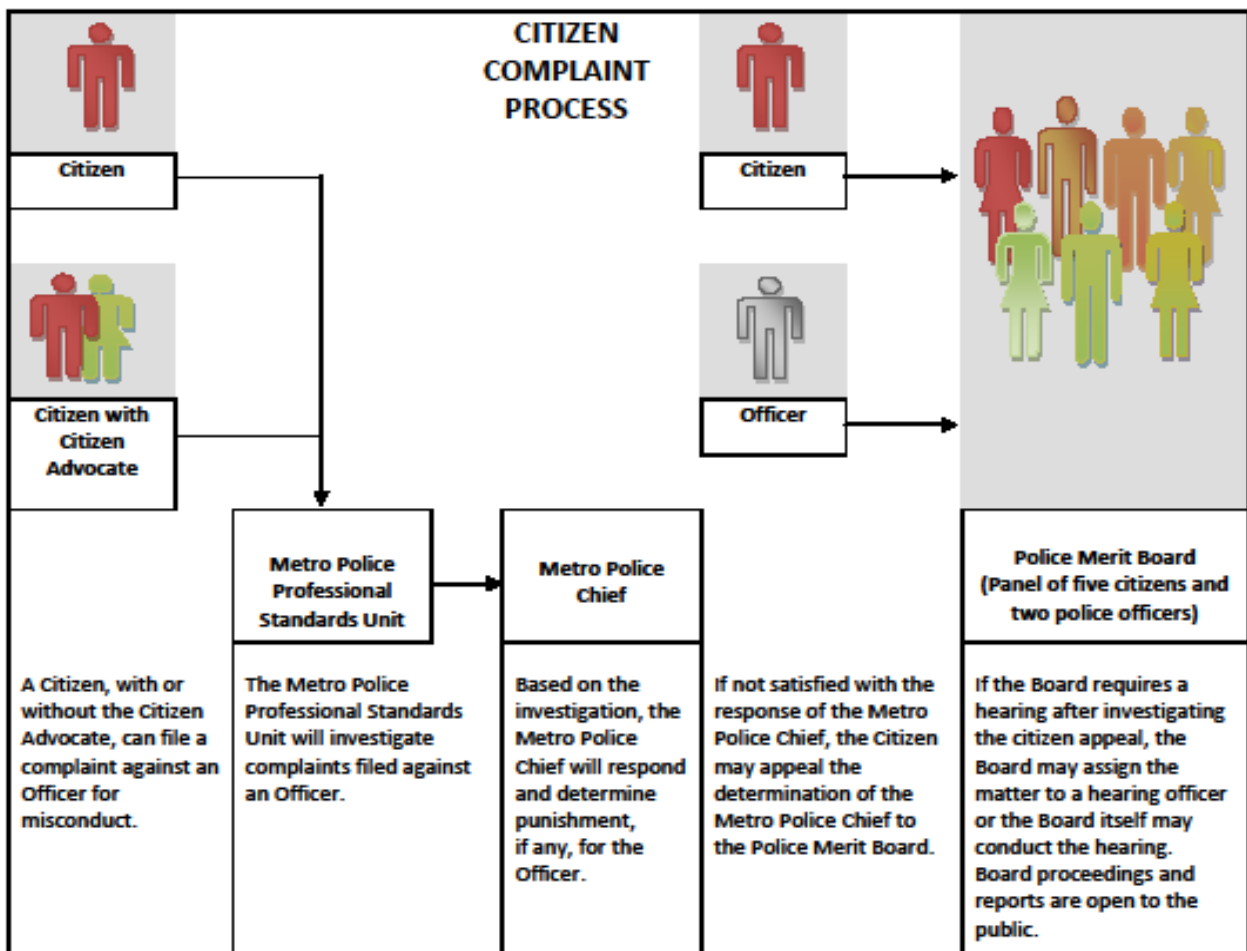 CITIZEN
COMPLAINT
PROCESS
Citizen
Citizen
Citizen with
Citizen
Advocate
Officer
Metro Police
Professional
Standards Unit
Metro Police
Chief
Police Merit Board
(Panel of five citizens and
two police officers)
A Citizen, with or
without the Citizen
Advocate, can file a
complaint against an
Officer for
misconduct.
The Metro Police
Professional Standards
Unit will investigate
complaints filed against
an Officer.
Based on the
investigation, the
Metro Police
Chief will respond
and determine
punishment,
if any, for the
Officer.
If not satisfied with the
response of the Metro
Police Chief, the Citizen
may appeal the
determination of the
Metro Police Chief to
the Police Merit Board.
If the Board requires a
hearing after investigating
the citizen appeal, the
Board may assign the
matter to a hearing officer
or the Board itself may
conduct the hearing.
Board proceedings and
reports are open to the
public.